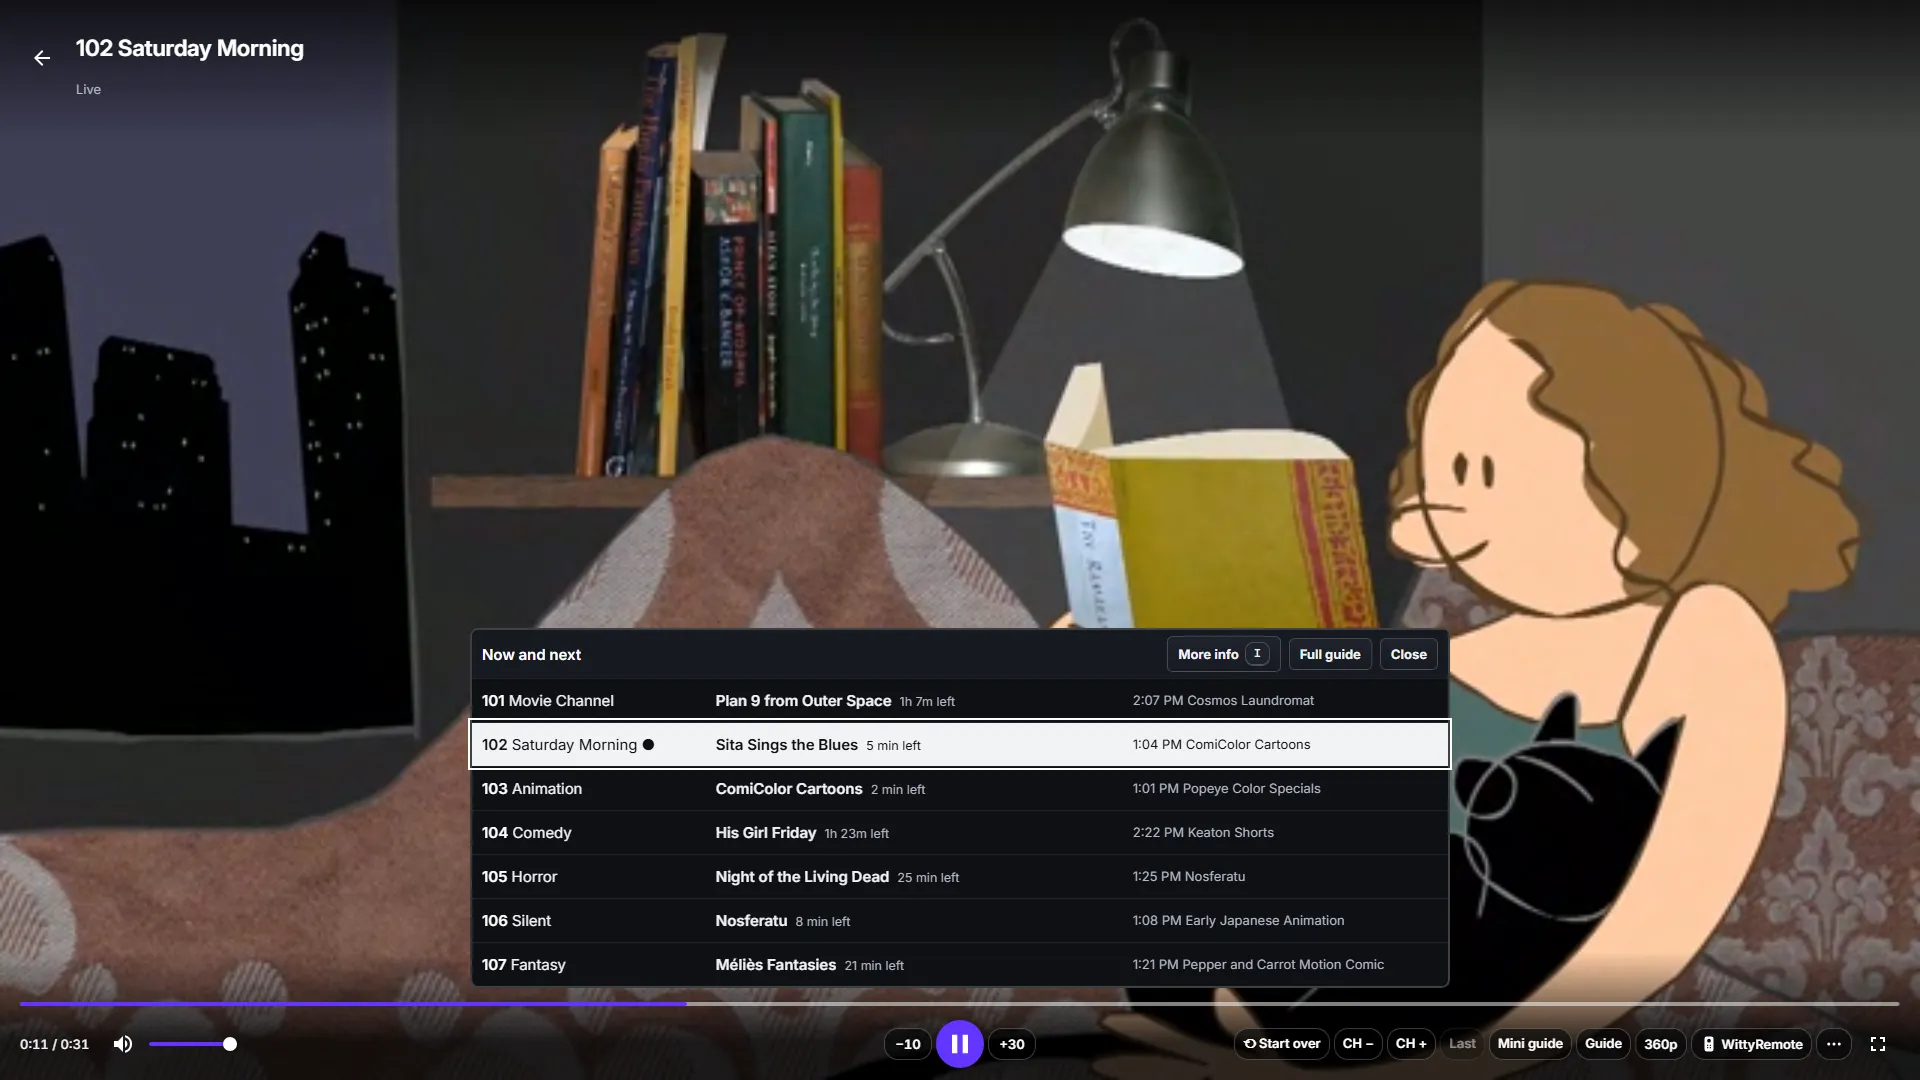 102 Saturday Morning
Live
PRINCE OF AYODHYA
ASHOK K. BANKER
Now and next
More info I
Full guide
Close
101 Movie Channel Plan 9 from Outer Space 1h 7m left 2:07 PM Cosmos Laundromat
102 Saturday Morning Sita Sings the Blues 5 min left 1:04 PM ComiColor Cartoons
103 Animation ComiColor Cartoons 2 min left 1:01 PM Popeye Color Specials
104 Comedy His Girl Friday 1h 23m left 2:22 PM Keaton Shorts
105 Horror Night of the Living Dead 25 min left 1:25 PM Nosferatu
106 Silent Nosferatu 8 min left 1:08 PM Early Japanese Animation
107 Fantasy Méliès Fantasies 21 min left 1:21 PM Pepper and Carrot Motion Comic
0:11 / 0:31
−10
+30
Start over
CH −
CH +
Last
Mini guide
Guide
360p
WittyRemote